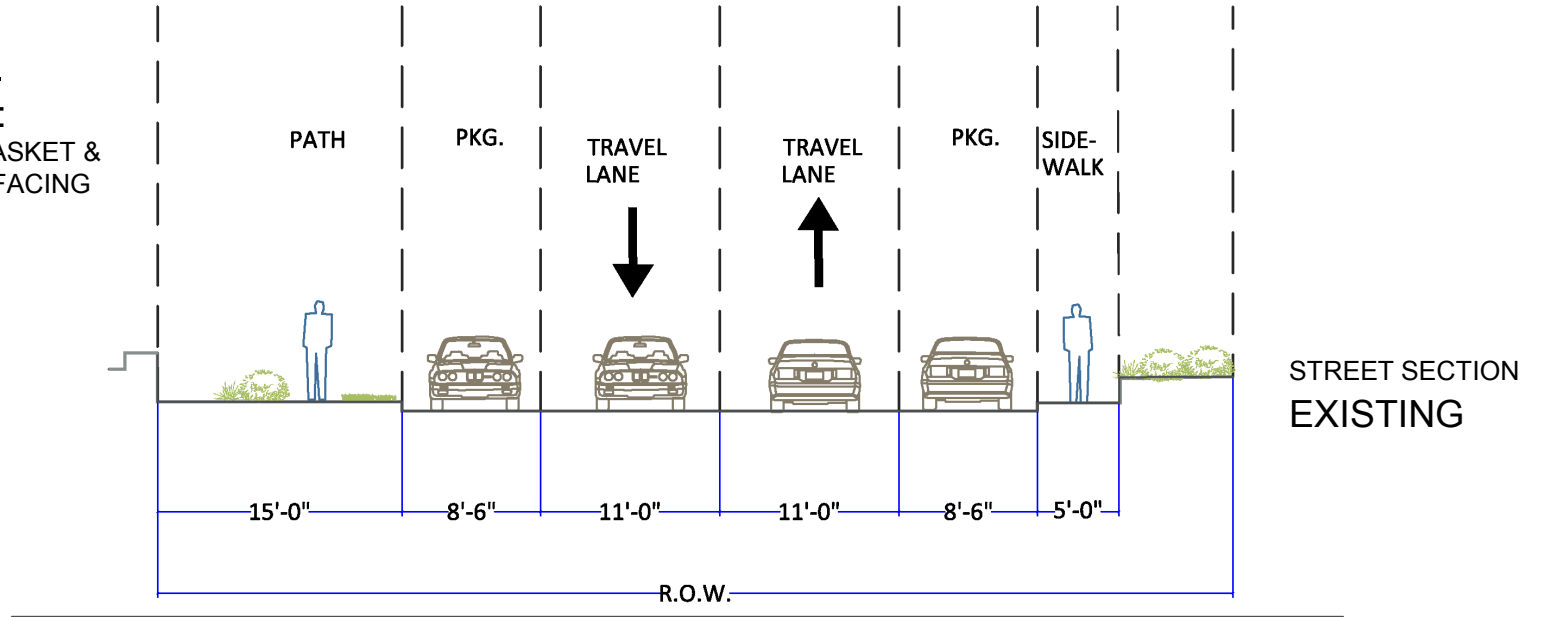 & 
FACING
PATH
PKG.
TRAVEL
LANE
TRAVEL
LANE
PKG.
SIDE-
WALK
STREET SECTION
EXISTING
15'-0"
8'-6"
11'-0"
11'-0"
8'-6"
5'-0"
R.O.W.